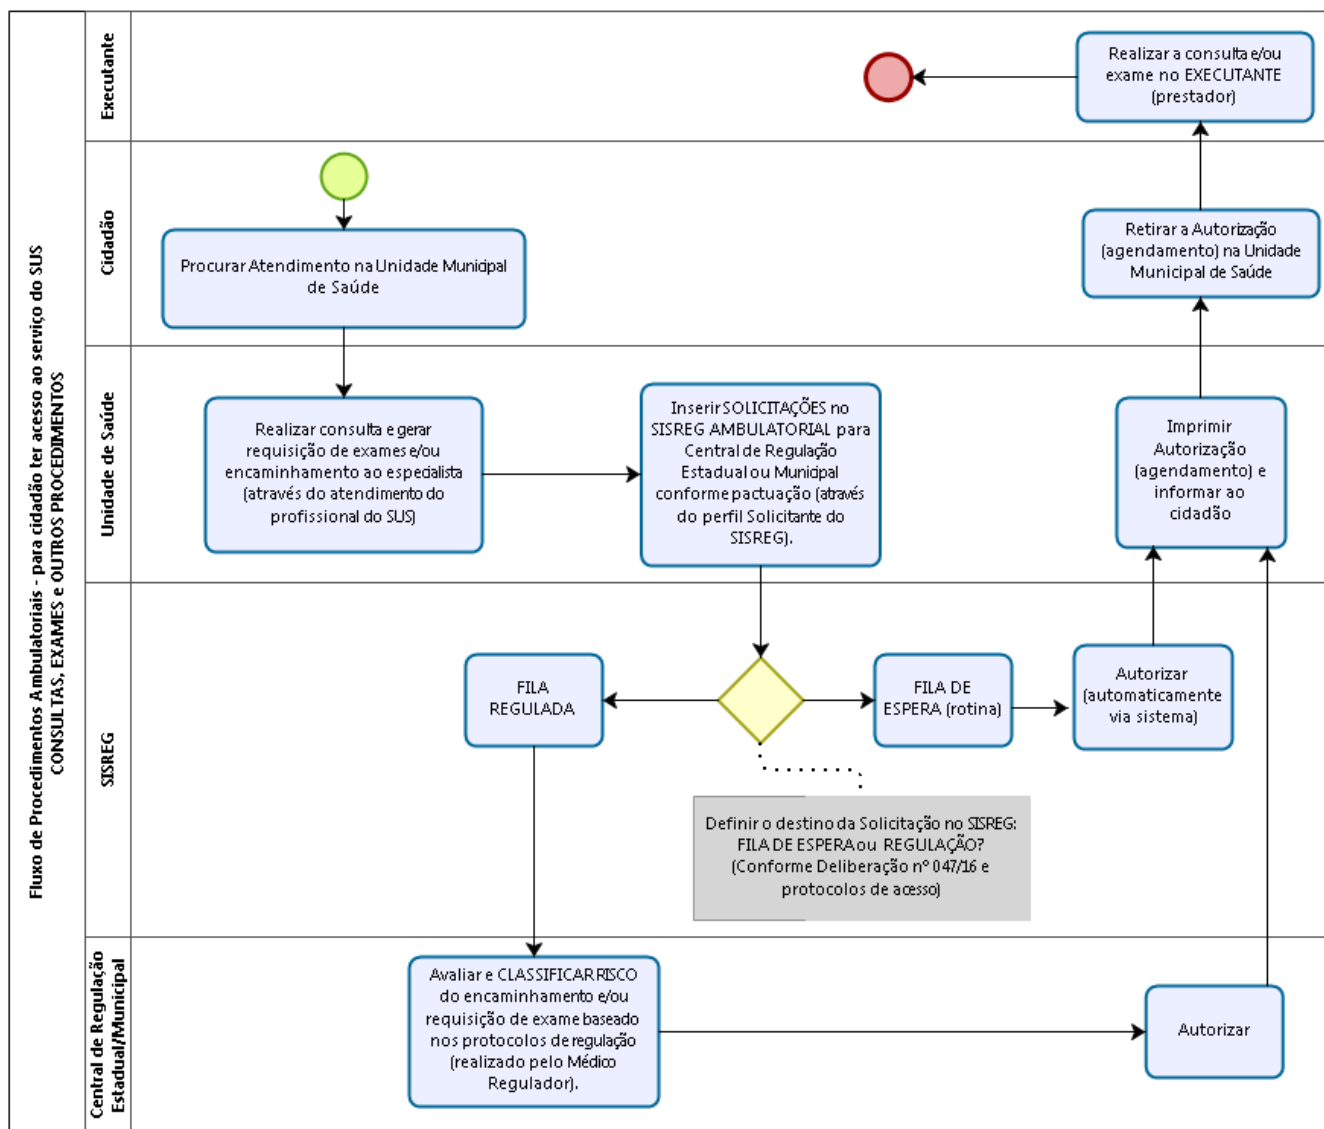 Fluxo de Procedimentos Ambulatoriais - para cidadão ter acesso ao serviço do SUS
CONSULTAS, EXAMES e OUTROS PROCEDIMENTOS
Executante
Realizar a consulta e/ou
exame no EXECUTANTE
(prestador)
Cidadão
Procurar Atendimento na Unidade Municipal
de Saúde
Retirar a Autorização
(agendamento) na Unidade
Municipal de Saúde
Unidade de Saúde
Realizar consulta e gerar
requisição de exames e/ou
encaminhamento ao especialista
(através do atendimento do
profissional do SUS)
Inserir SOLICITAÇÕES no
SISREG AMBULATORIAL para
Central de Regulação
Estadual ou Municipal
conforme pactuação (através
do perfil Solicitante do
SISREG).
Imprimir
Autorização
(agendamento) e
informar ao
cidadão
SISREG
FILA
REGULADA
FILA DE
ESPERA (rotina)
Autorizar
(automaticamente
via sistema)
Definir o destino da Solicitação no SISREG:
FILA DE ESPERA ou REGULAÇÃO?
(Conforme Deliberação nº 047/16 e
protocolos de acesso)
Central de Regulação
Estadual/Municipal
Avaliar e CLASSIFICAR RISCO
do encaminhamento e/ou
requisição de exame baseado
nos protocolos de regulação
(realizado pelo Médico
Regulador).
Autorizar